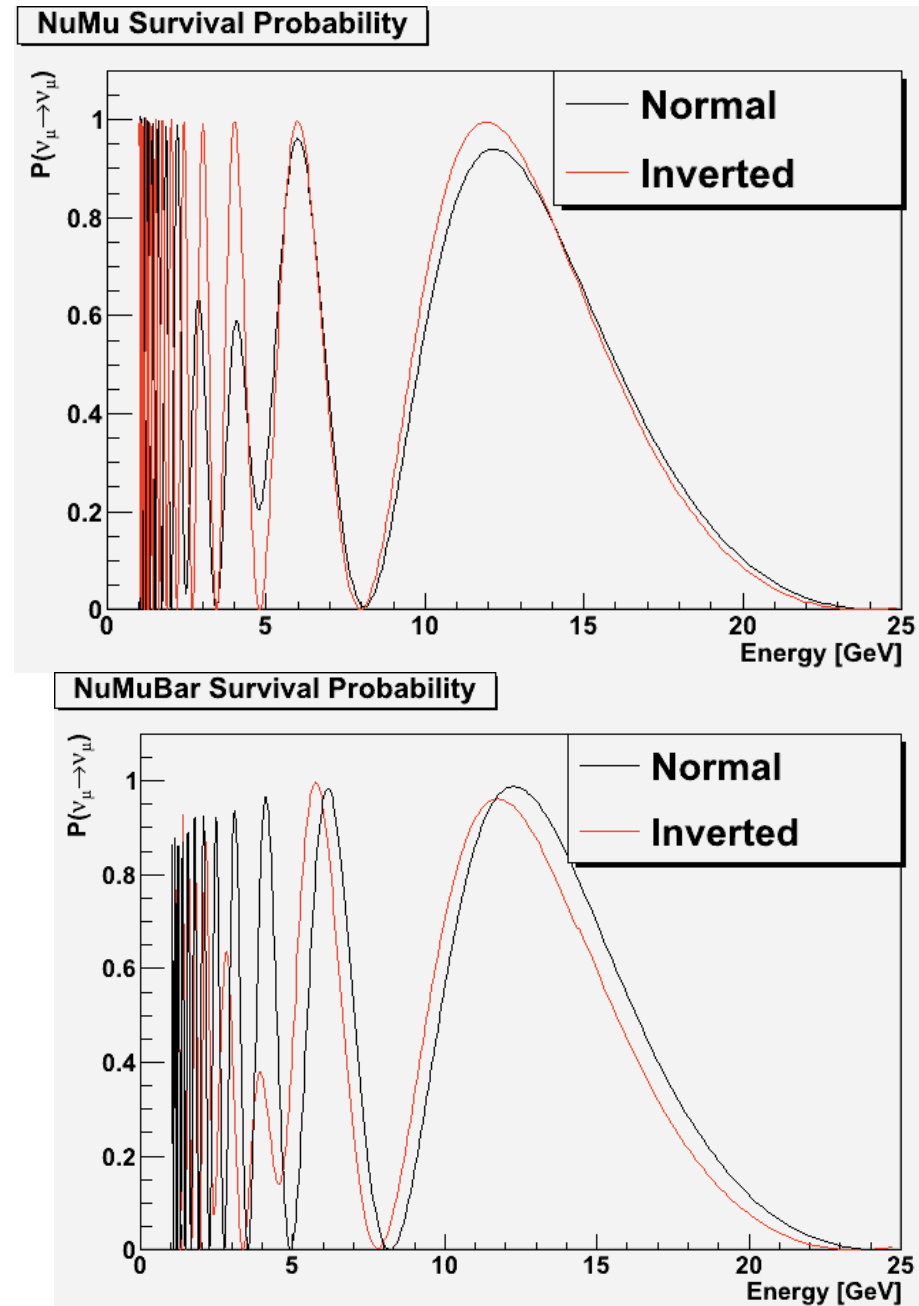 NuMu Survival Probability
P(νμ→νμ)
Normal
Inverted
1
0.8
0.6
0.4
0.2
0
0 5 10 15 20 25
Energy [GeV]
NuMuBar Survival Probability
P(νμ→νμ)
Normal
Inverted
1
0.8
0.6
0.4
0.2
0
0 5 10 15 20 25
Energy [GeV]